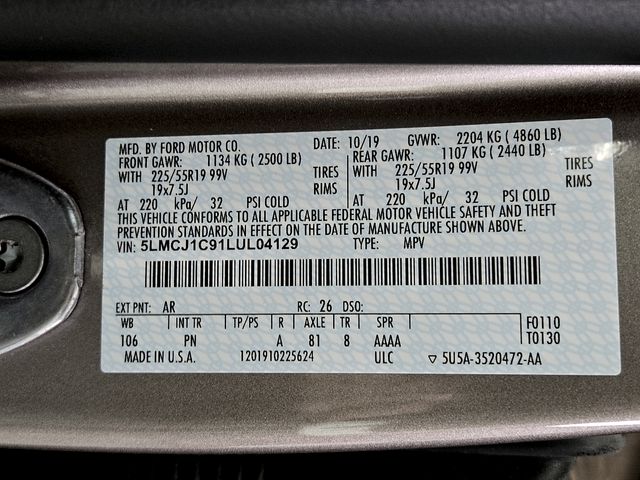 MFD. BY FORD MOTOR CO. DATE: 10/19 GVWR: 2204 KG ( 4860 LB)
FRONT GAWR: 1134 KG ( 2500 LB) REAR GAWR: 1107 KG ( 2440 LB)
WITH 225/55R19 99V TIRES WITH 225/55R19 99V TIRES
19x7.5J RIMS 19x7.5J RIMS
AT 220 kPa/ 32 PSI COLD AT 220 kPa/ 32 PSI COLD
THIS VEHICLE CONFORMS TO ALL APPLICABLE FEDERAL MOTOR VEHICLE SAFETY AND THEFT
PREVENTION STANDARDS IN EFFECT ON THE DATE OF MANUFACTURE SHOWN ABOVE.
VIN: 5LMCJ1C91LUL04129 TYPE: MPV
EXT PNT: AR RC: 26 DSO:
WB INT TR TP/PS R AXLE TR SPR F0110
106 PN A 81 8 AAAA T0130
MADE IN U.S.A. 1201910225624 ULC ▽ 5U5A-3520472-AA